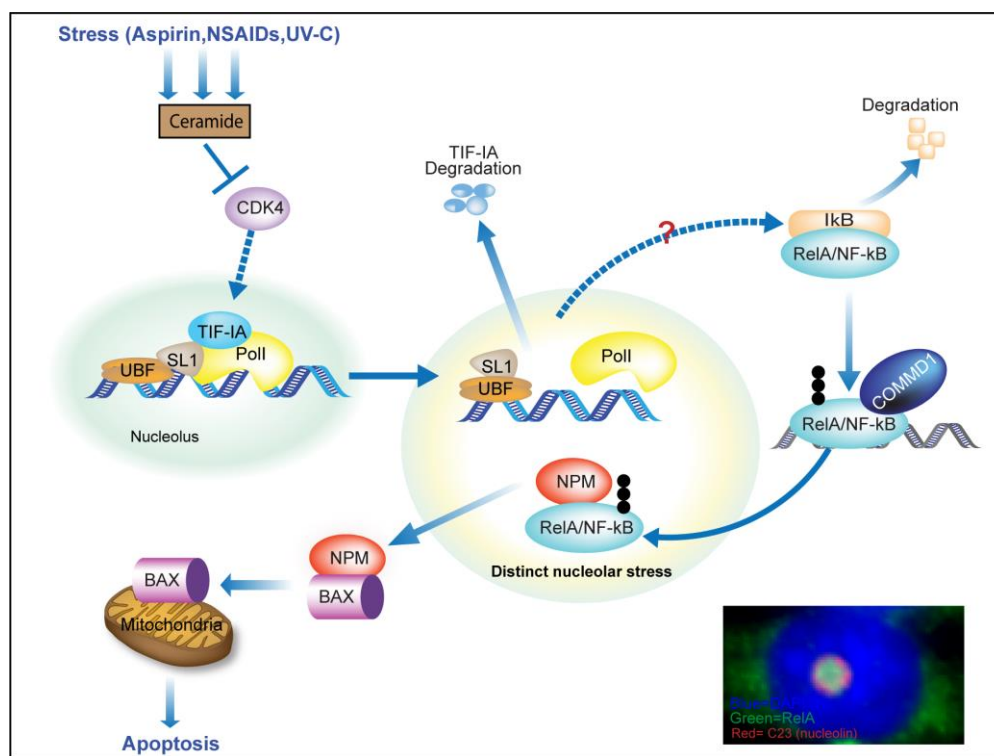 Stress (Aspirin,NSAIDs,UV-C)
Ceramide
CDK4
TIF-IA
SL1
PolI
UBF
Nucleolus
TIF-IA
Degradation
SL1
UBF
PolI
?
Degradation
IkB
RelA/NF-kB
COMMD1
RelA/NF-kB
NPM
RelA/NF-kB
Distinct nucleolar stress
NPM
BAX
BAX
Mitochondria
Apoptosis
Green=RelA
Red= C23 (nucleolin)